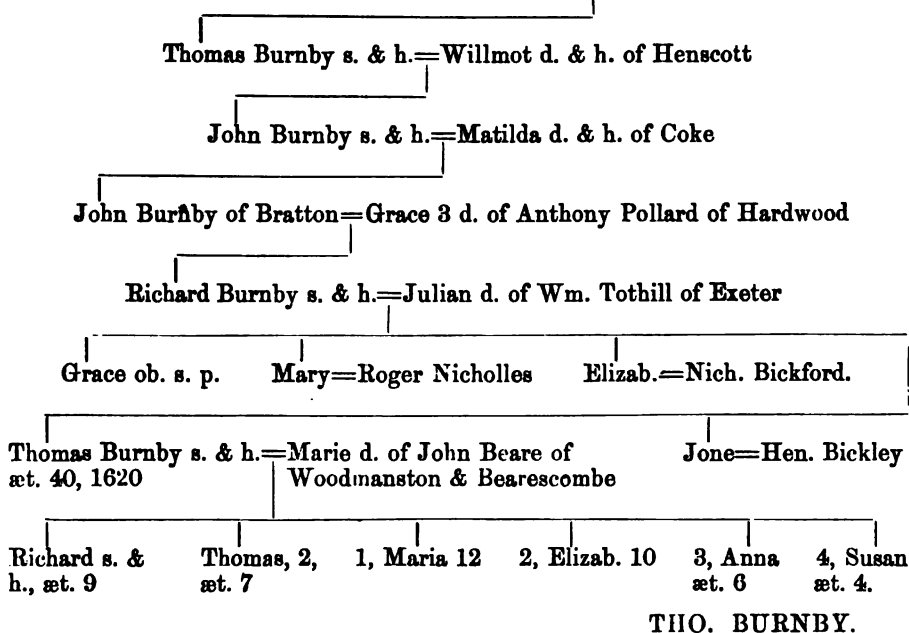 Thomas Burnby s. & h.=Willmot d. & h. of Henscott
John Burnby s. & h.=Matilda d. & h. of Coke
John Burnby of Bratton=Grace 3 d. of Anthony Pollard of Hardwood
Richard Burnby s. & h.=Julian d. of Wm. Tothill of Exeter
Grace ob. s. p. Mary=Roger Nicholles Elizab.=Nich. Bickford.
Thomas Burnby s. & h.=Marie d. of John Beare of Jone=Hen. Bickley
æt. 40, 1620 Woodmanston & Bearescombe
Richard s. & Thomas, 2, 1, Maria 12 2, Elizab. 10 3, Anna 4, Susan
h., æt. 9 æt. 7 æt. 6 æt. 4.
THO. BURNBY.